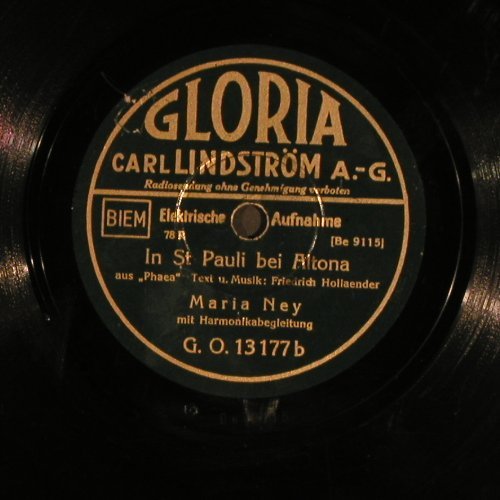 GLORIA
CARL LINDSTRÖM A.-G.
Radiosendung ohne Genehmigung verboten
BIEM Elektrische Aufnahme
78 R [Be 9115]
In St Pauli bei Altona
aus „Phaea“ - Text u. Musik: Friedrich Hollaender
Maria Ney
mit Harmonikabegleitung
G. O. 13177b